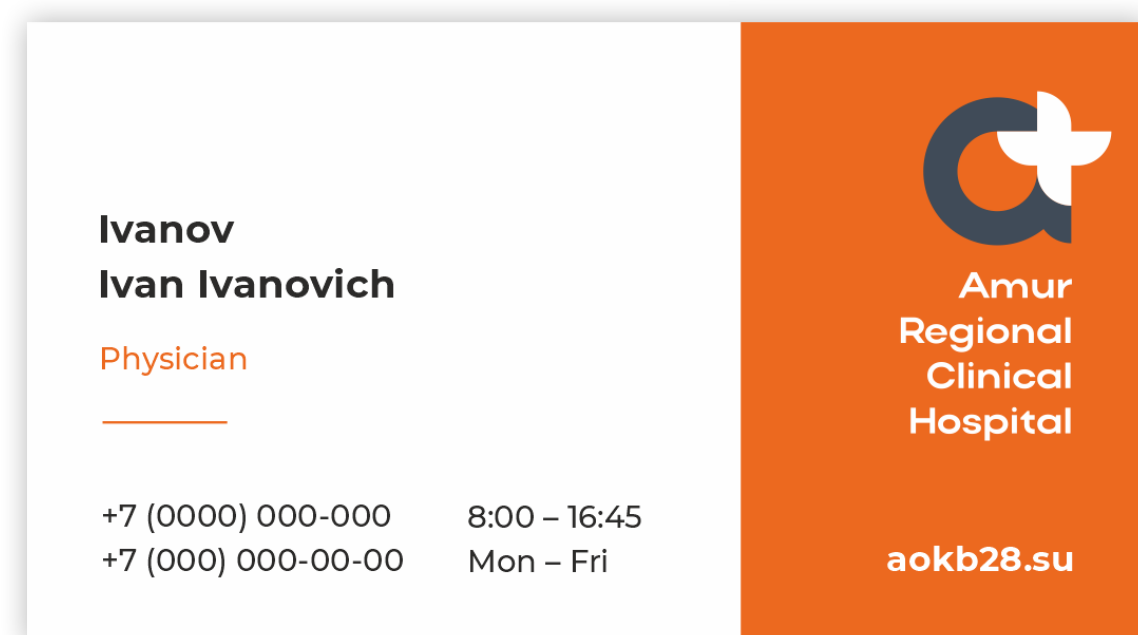 Ivanov
Ivan Ivanovich
Physician
+7 (0000) 000-000
+7 (000) 000-00-00
8:00 – 16:45
Mon – Fri
Amur
Regional
Clinical
Hospital
aokb28.su